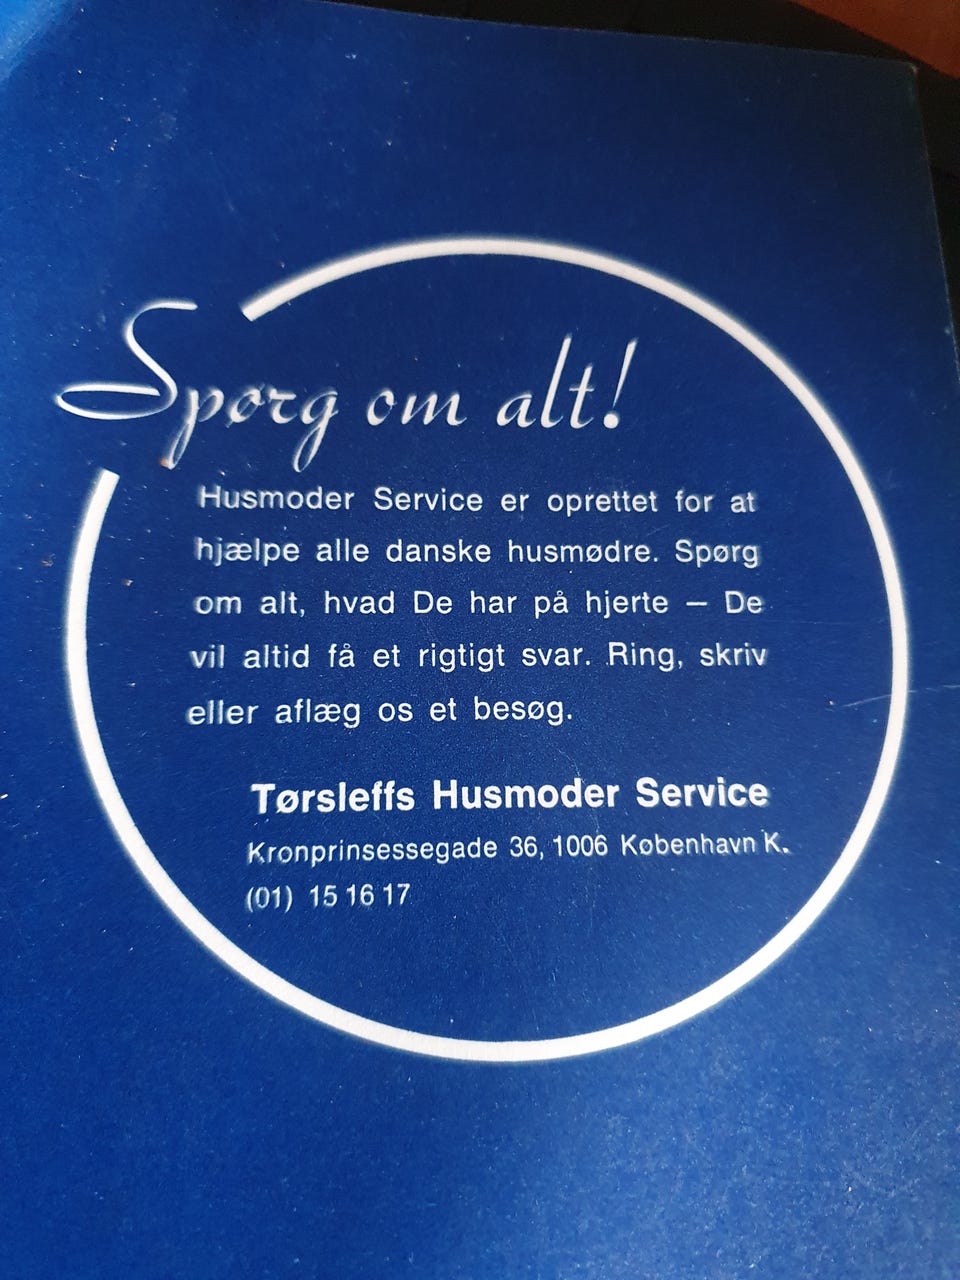 Spørg om alt!
Husmoder Service er oprettet for at
hjælpe alle danske husmødre. Spørg
om alt, hvad De har på hjerte – De
vil altid få et rigtigt svar. Ring, skriv
eller aflæg os et besøg.
Tørsleffs Husmoder Service
Kronprinsessegade 36, 1006 København K.
(01) 15 16 17